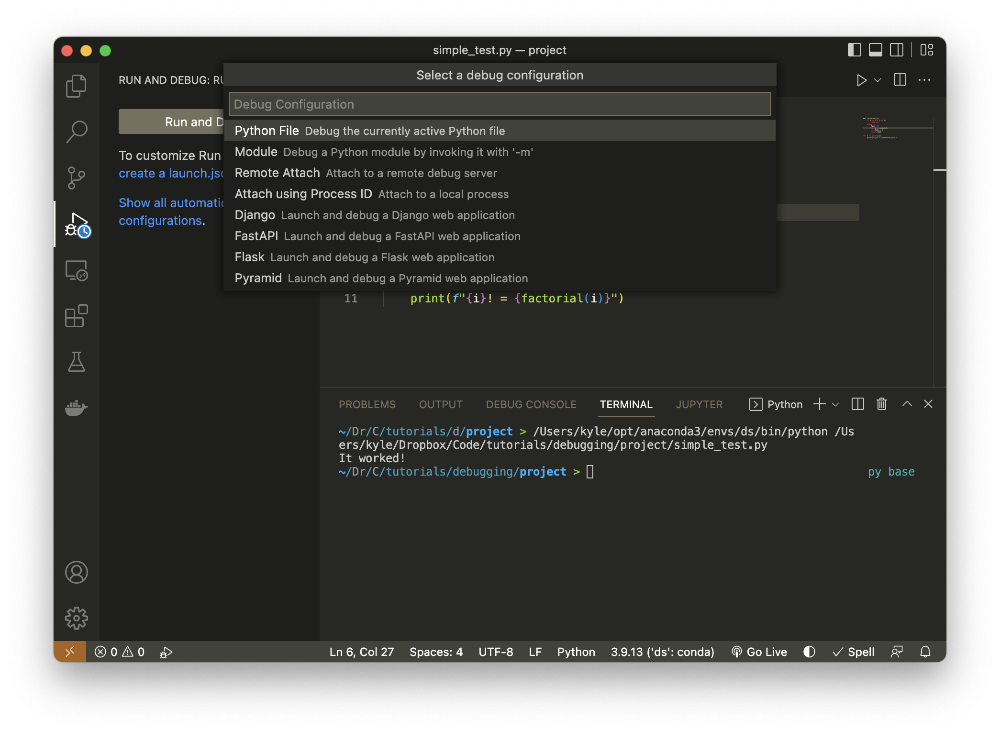 simple_test.py — project
RUN AND DEBUG: RU
Run and D
To customize Run
create a launch.jso
Show all automatic
configurations.
Select a debug configuration
Debug Configuration
Python File Debug the currently active Python file
Module Debug a Python module by invoking it with '-m'
Remote Attach Attach to a remote debug server
Attach using Process ID Attach to a local process
Django Launch and debug a Django web application
FastAPI Launch and debug a FastAPI web application
Flask Launch and debug a Flask web application
Pyramid Launch and debug a Pyramid web application
11 print(f"{i}! = {factorial(i)}")
PROBLEMS OUTPUT DEBUG CONSOLE TERMINAL JUPYTER Python
~/Dr/C/tutorials/d/project > /Users/kyle/opt/anaconda3/envs/ds/bin/python /Us
ers/kyle/Dropbox/Code/tutorials/debugging/project/simple_test.py
It worked!
~/Dr/C/tutorials/debugging/project > py base
0 0 Ln 6, Col 27 Spaces: 4 UTF-8 LF Python 3.9.13 ('ds': conda) Go Live Spell